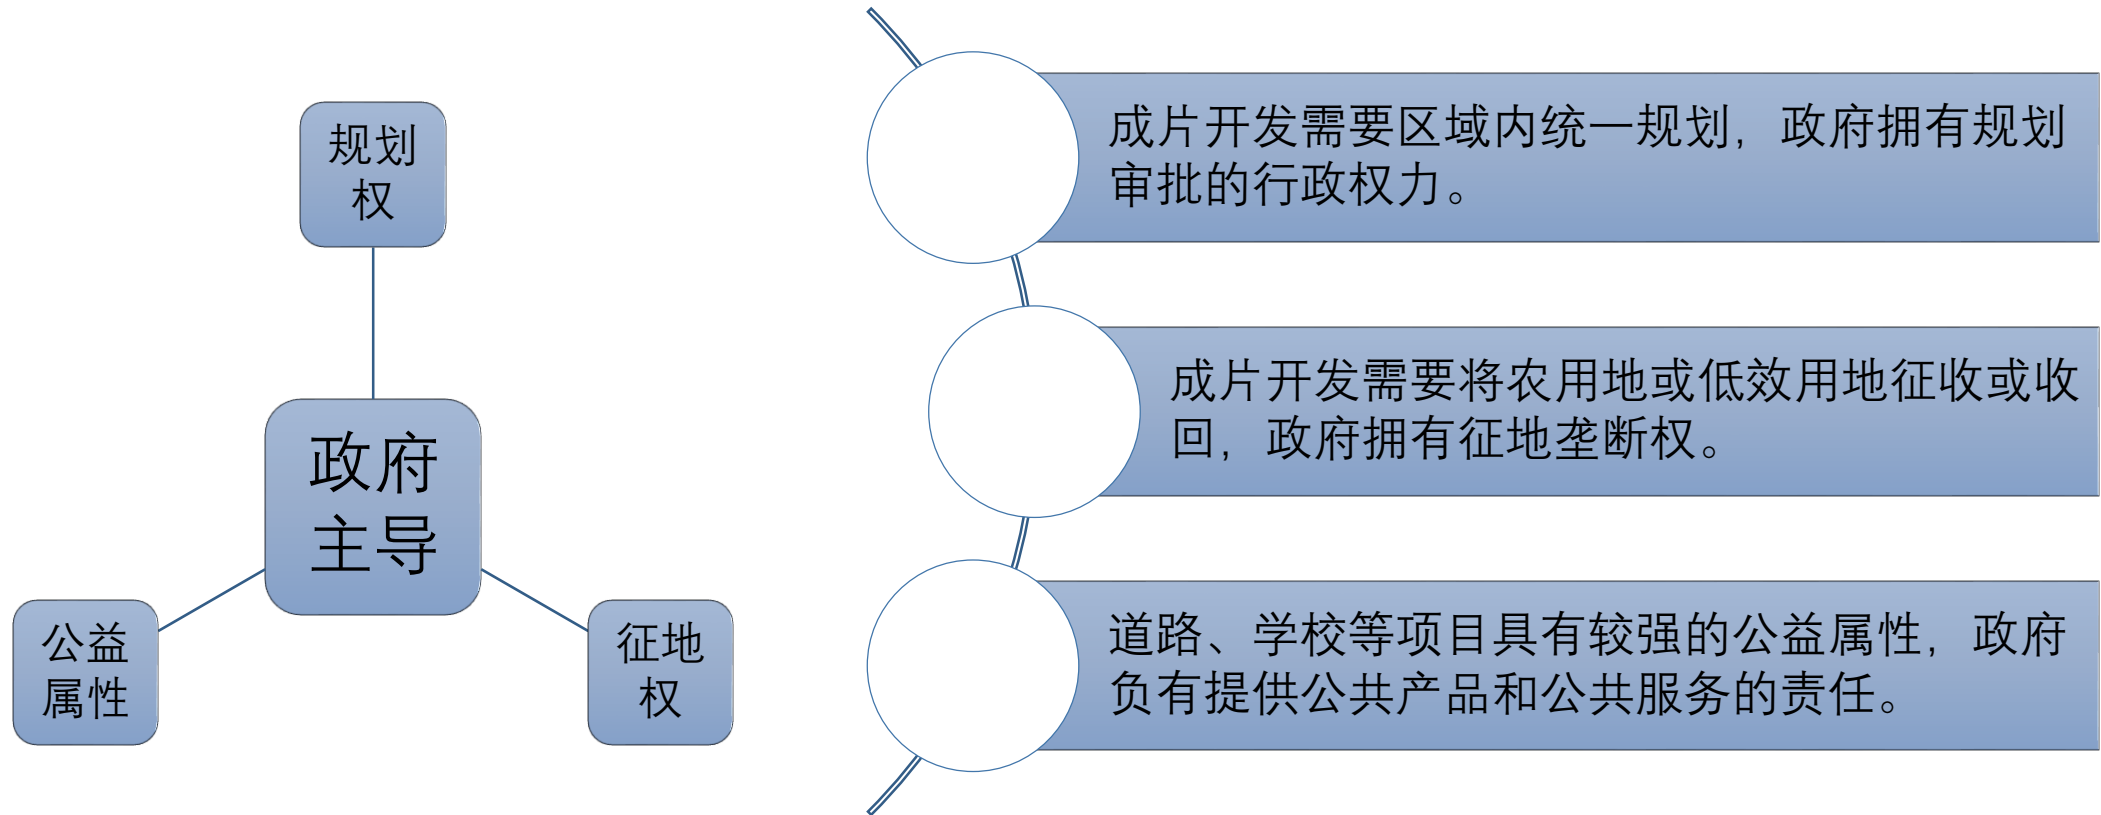 规划
权
政府
主导
公益
属性
征地
权
成片开发需要区域内统一规划，政府拥有规划
审批的行政权力。
成片开发需要将农用地或低效用地征收或收
回，政府拥有征地垄断权。
道路、学校等项目具有较强的公益属性，政府
负有提供公共产品和公共服务的责任。